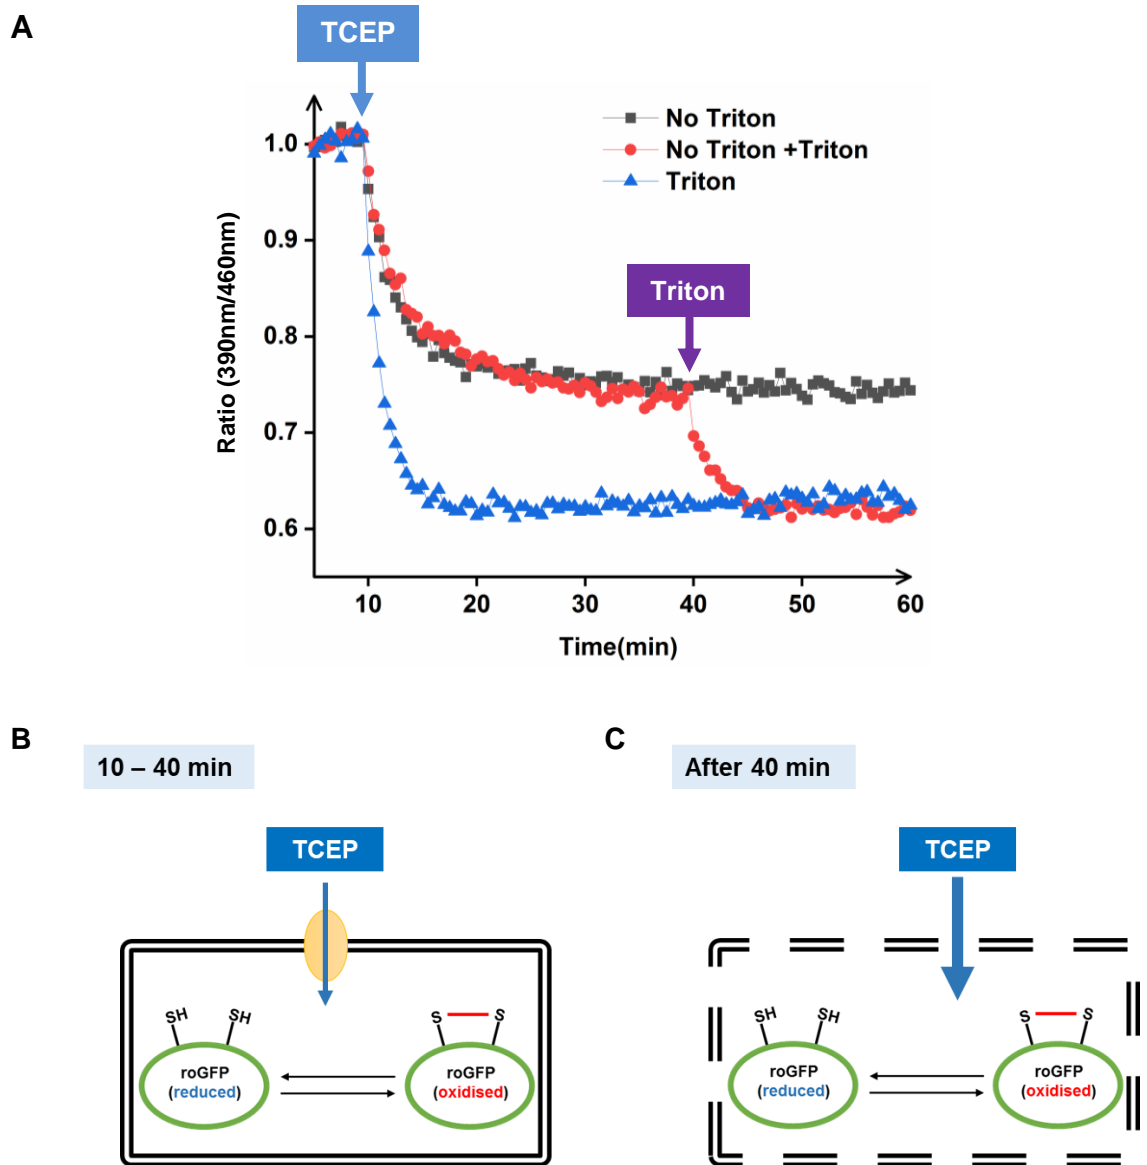 A
TCEP
No Triton
No Triton +Triton
Triton
Triton
Ratio (390nm/460nm)
1.0
0.9
0.8
0.7
0.6
10 20 30 40 50 60
Time(min)
B
10 – 40 min
TCEP
SH SH S S
roGFP
(reduced)
roGFP
(oxidised)
C
After 40 min
TCEP
SH SH S S
roGFP
(reduced)
roGFP
(oxidised)